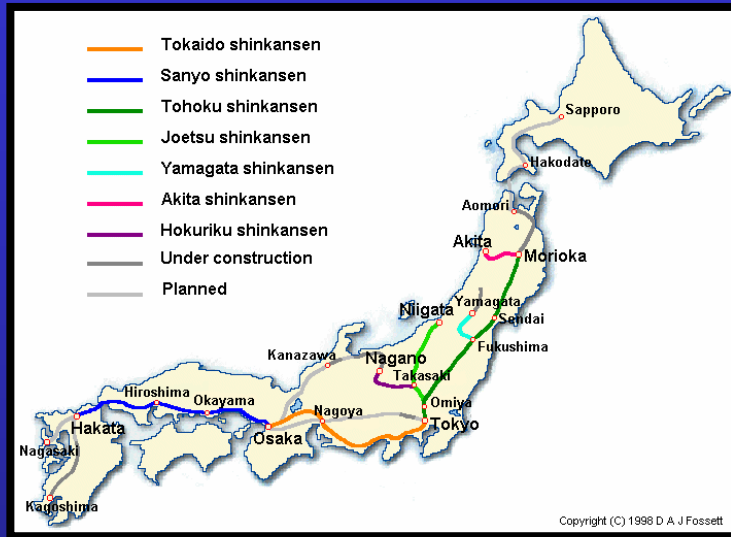 Tokaido shinkansen
Sanyo shinkansen
Tohoku shinkansen
Joetsu shinkansen
Yamagata shinkansen
Akita shinkansen
Hokuriku shinkansen
Under construction
Planned
Sapporo
Hakodate
Aomori
Akita
Morioka
Yamagata
Niigata
Sendai
Kanazawa
Fukushima
Nagano
Takasaki
Hiroshima
Okayama
Omiya
Nagoya
Hakata
Tokyo
Osaka
Nagasaki
Kagoshima
Copyright (C) 1998 D A J Fossett